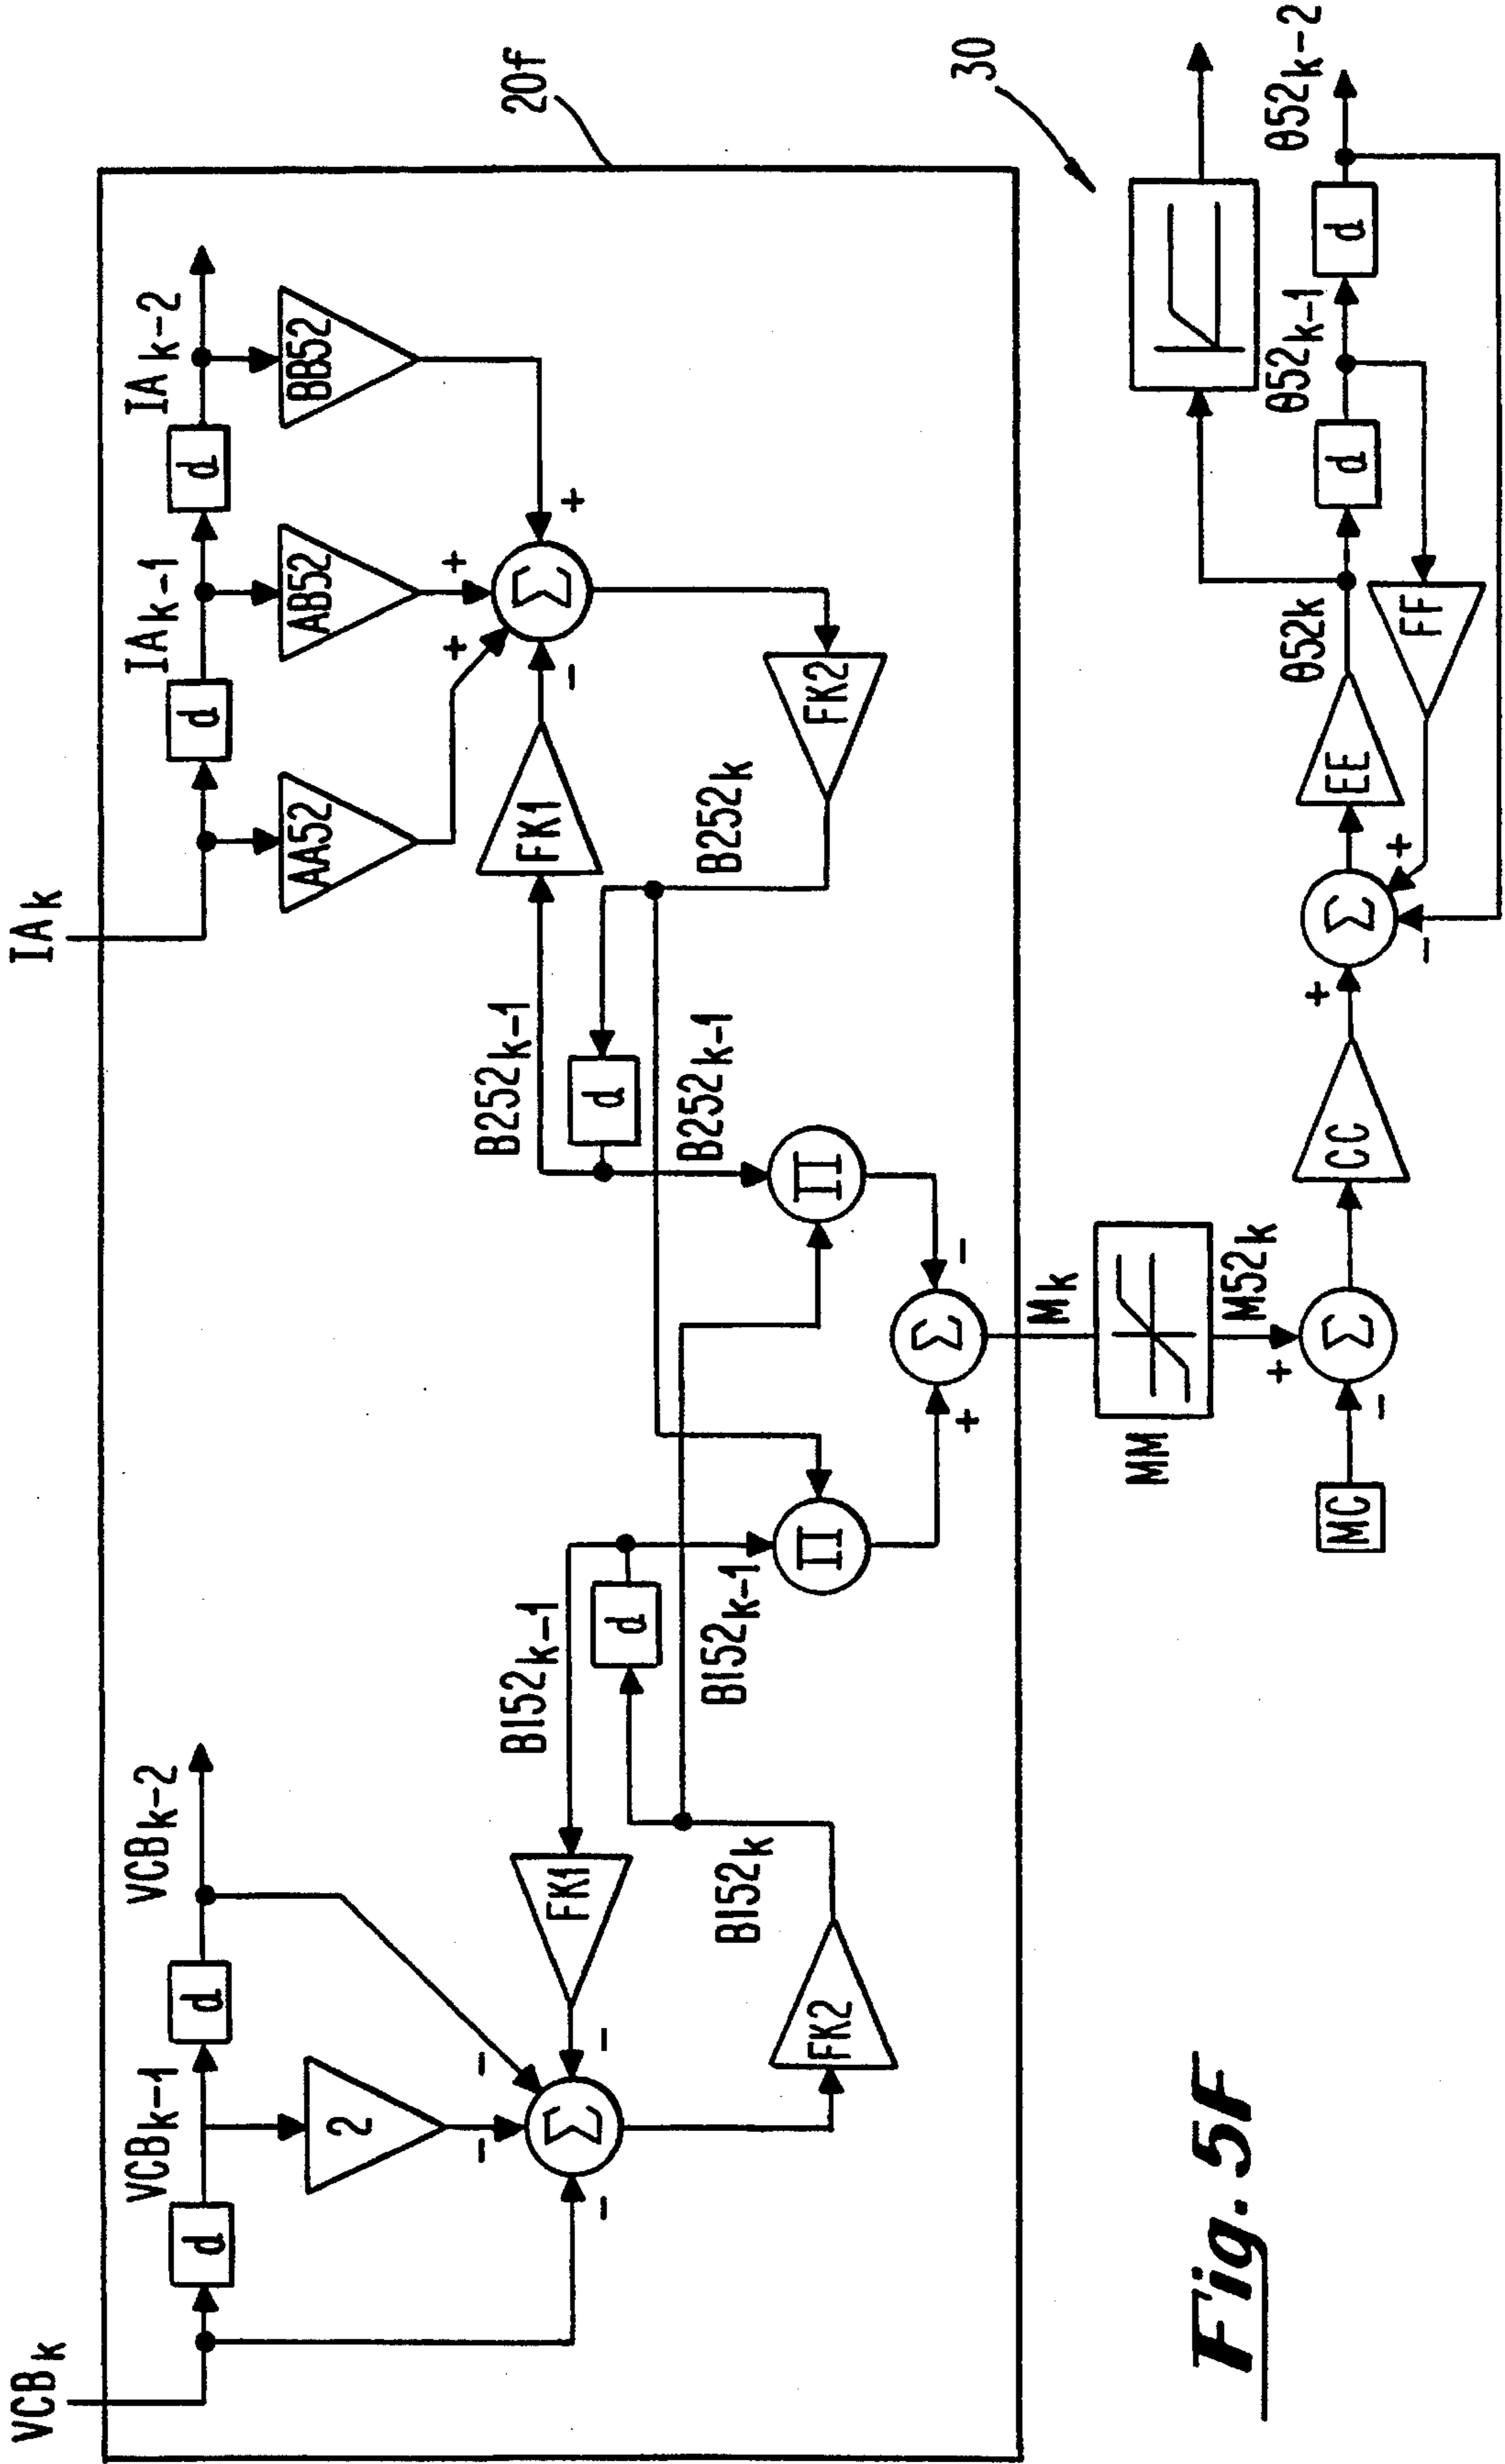 VCBk
IAk
20f
VCBk-1
VCBk-2
IAk-1
IAk-2
d
d
d
d
2
AA52
AB52
BB52
-
-
-
-
Σ
FK1
BI52k-1
B252k-1
FK1
-
+
+
+
Σ
FK2
BI52k
d
BI52k-1
d
B252k-1
B252k
FK2
Π
Π
+
-
Σ
Mk
MM
M52k
30
MC
-
+
Σ
CC
+
+
-
Σ
EE
θ52k
d
θ52k-1
d
θ52k-2
FF
Fig. 5F